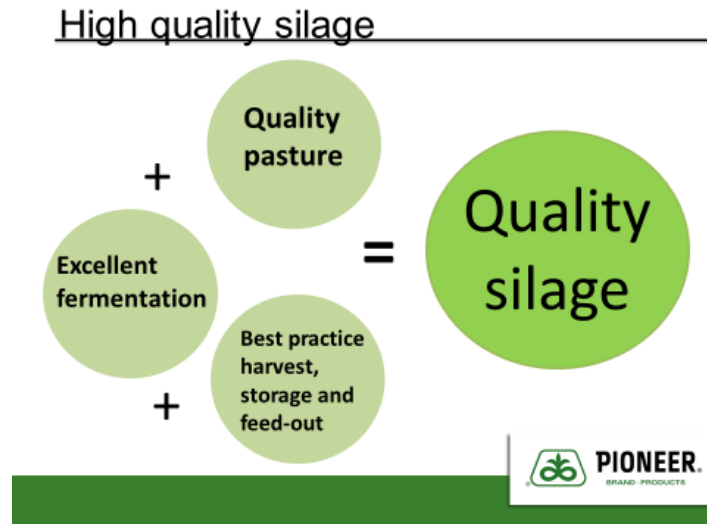 High quality silage
Quality
pasture
+
Excellent
fermentation
+
Best practice
harvest,
storage and
feed-out
=
Quality
silage
PIONEER®
BRAND · PRODUCTS
®